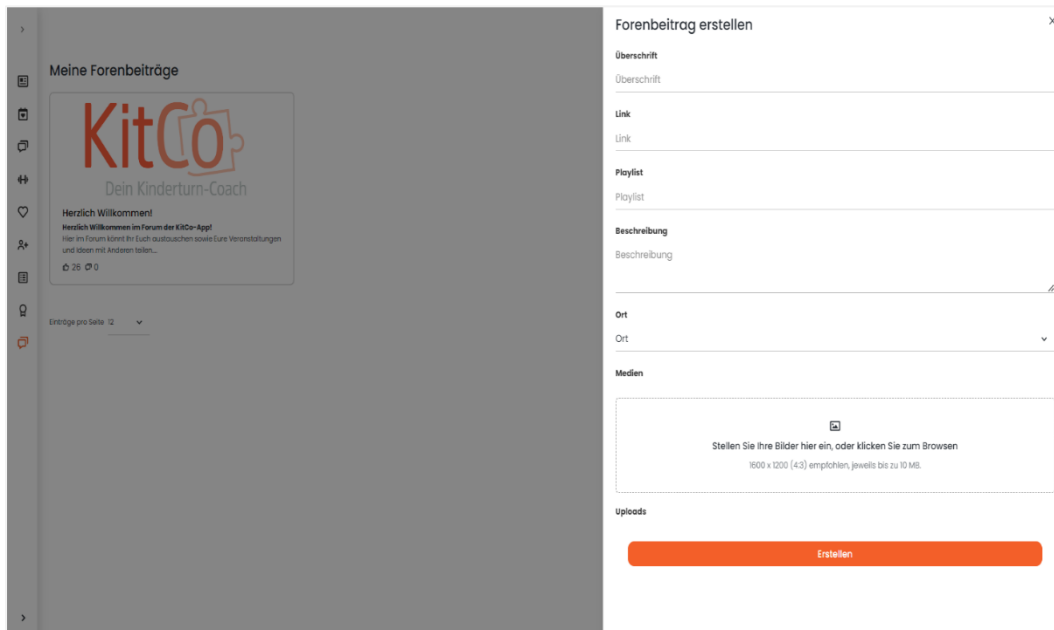 Meine Forenbeiträge
KitCo
Dein Kinderturn-Coach
Herzlich Willkommen!
Herzlich Willkommen im Forum der KitCo-App!
Hier im Forum könnt ihr Euch austauschen sowie Eure Veranstaltungen
und Ideen mit Anderen teilen...
26 0
Einträge pro Seite 12
Forenbeitrag erstellen
Überschrift
Überschrift
Link
Link
Playlist
Playlist
Beschreibung
Beschreibung
Ort
Ort
Medien
Stellen Sie Ihre Bilder hier ein, oder klicken Sie zum Browsen
1600 x 1200 (4:3) empfohlen, jeweils bis zu 10 MB.
Uploads
Erstellen